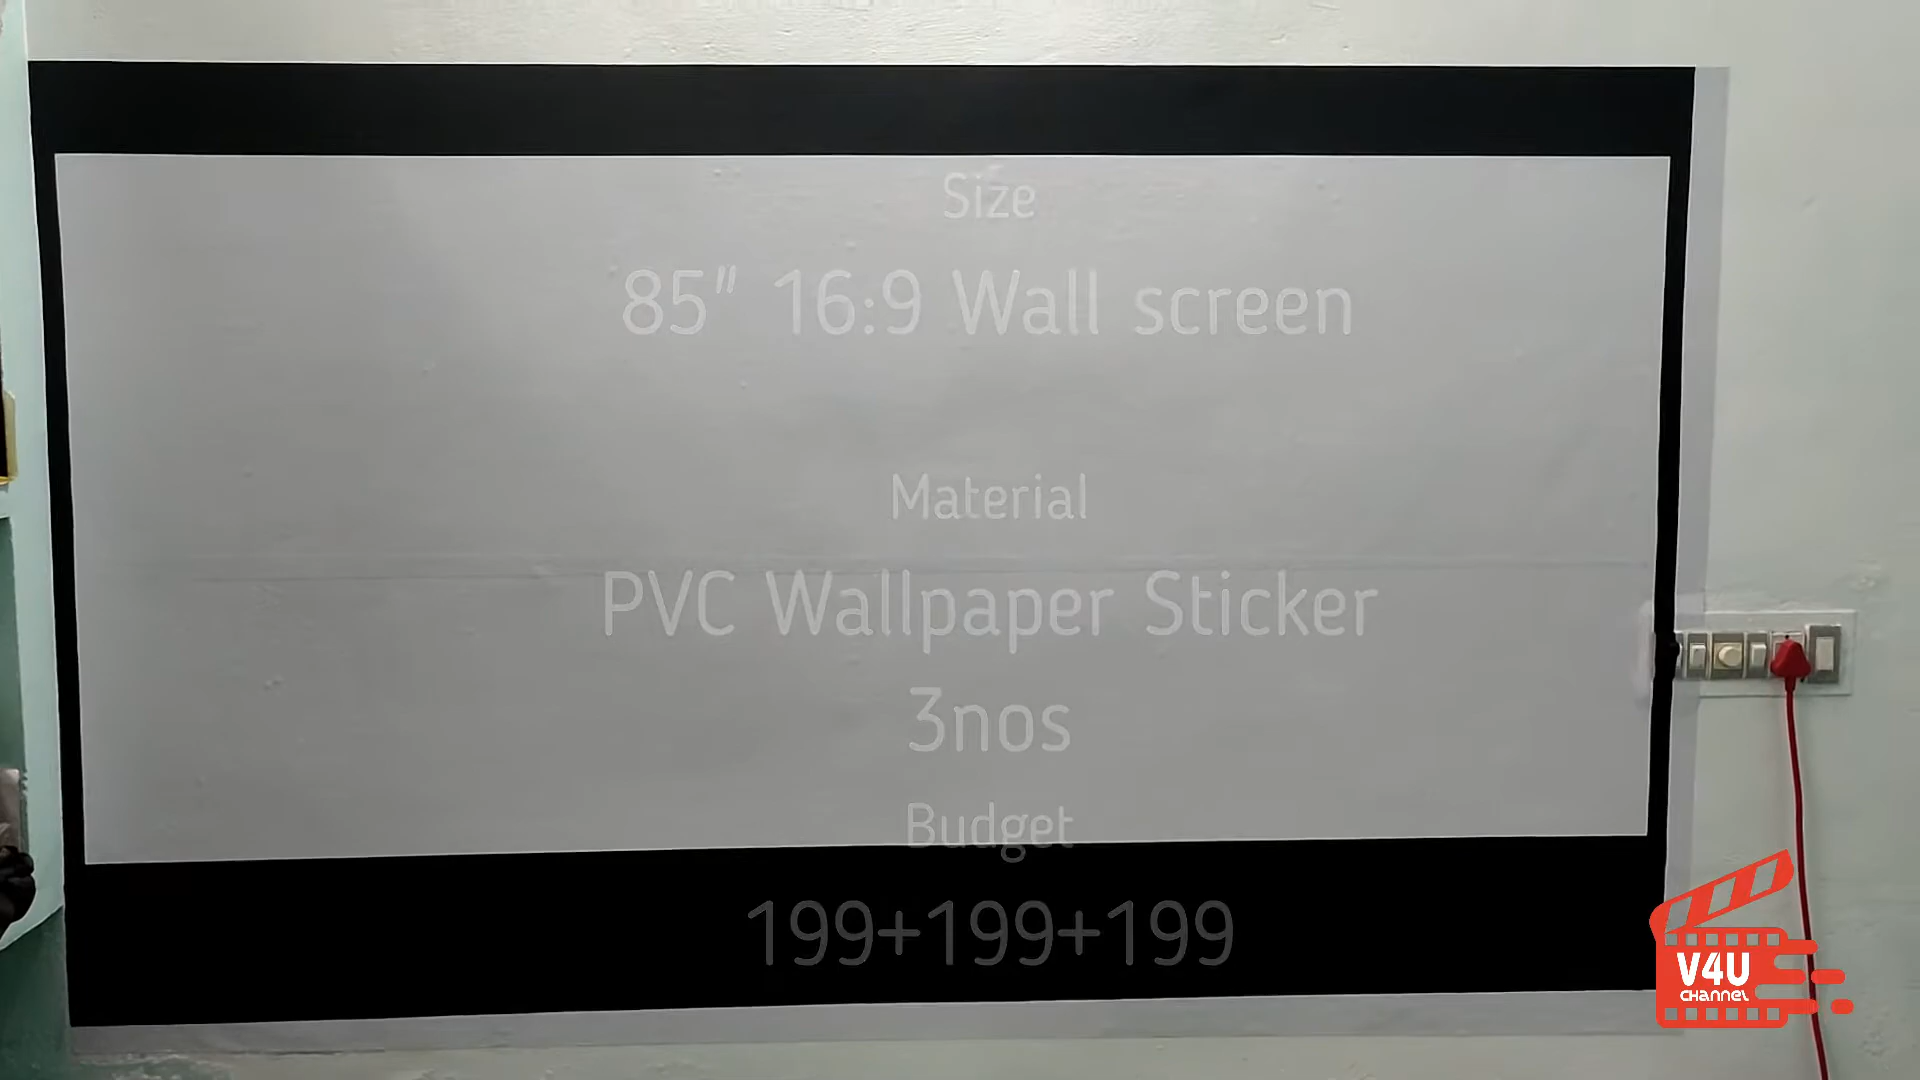 Size
85" 16:9 Wall screen
Material
PVC Wallpaper Sticker
3nos
Budget
199+199+199
V4U
CHANNEL